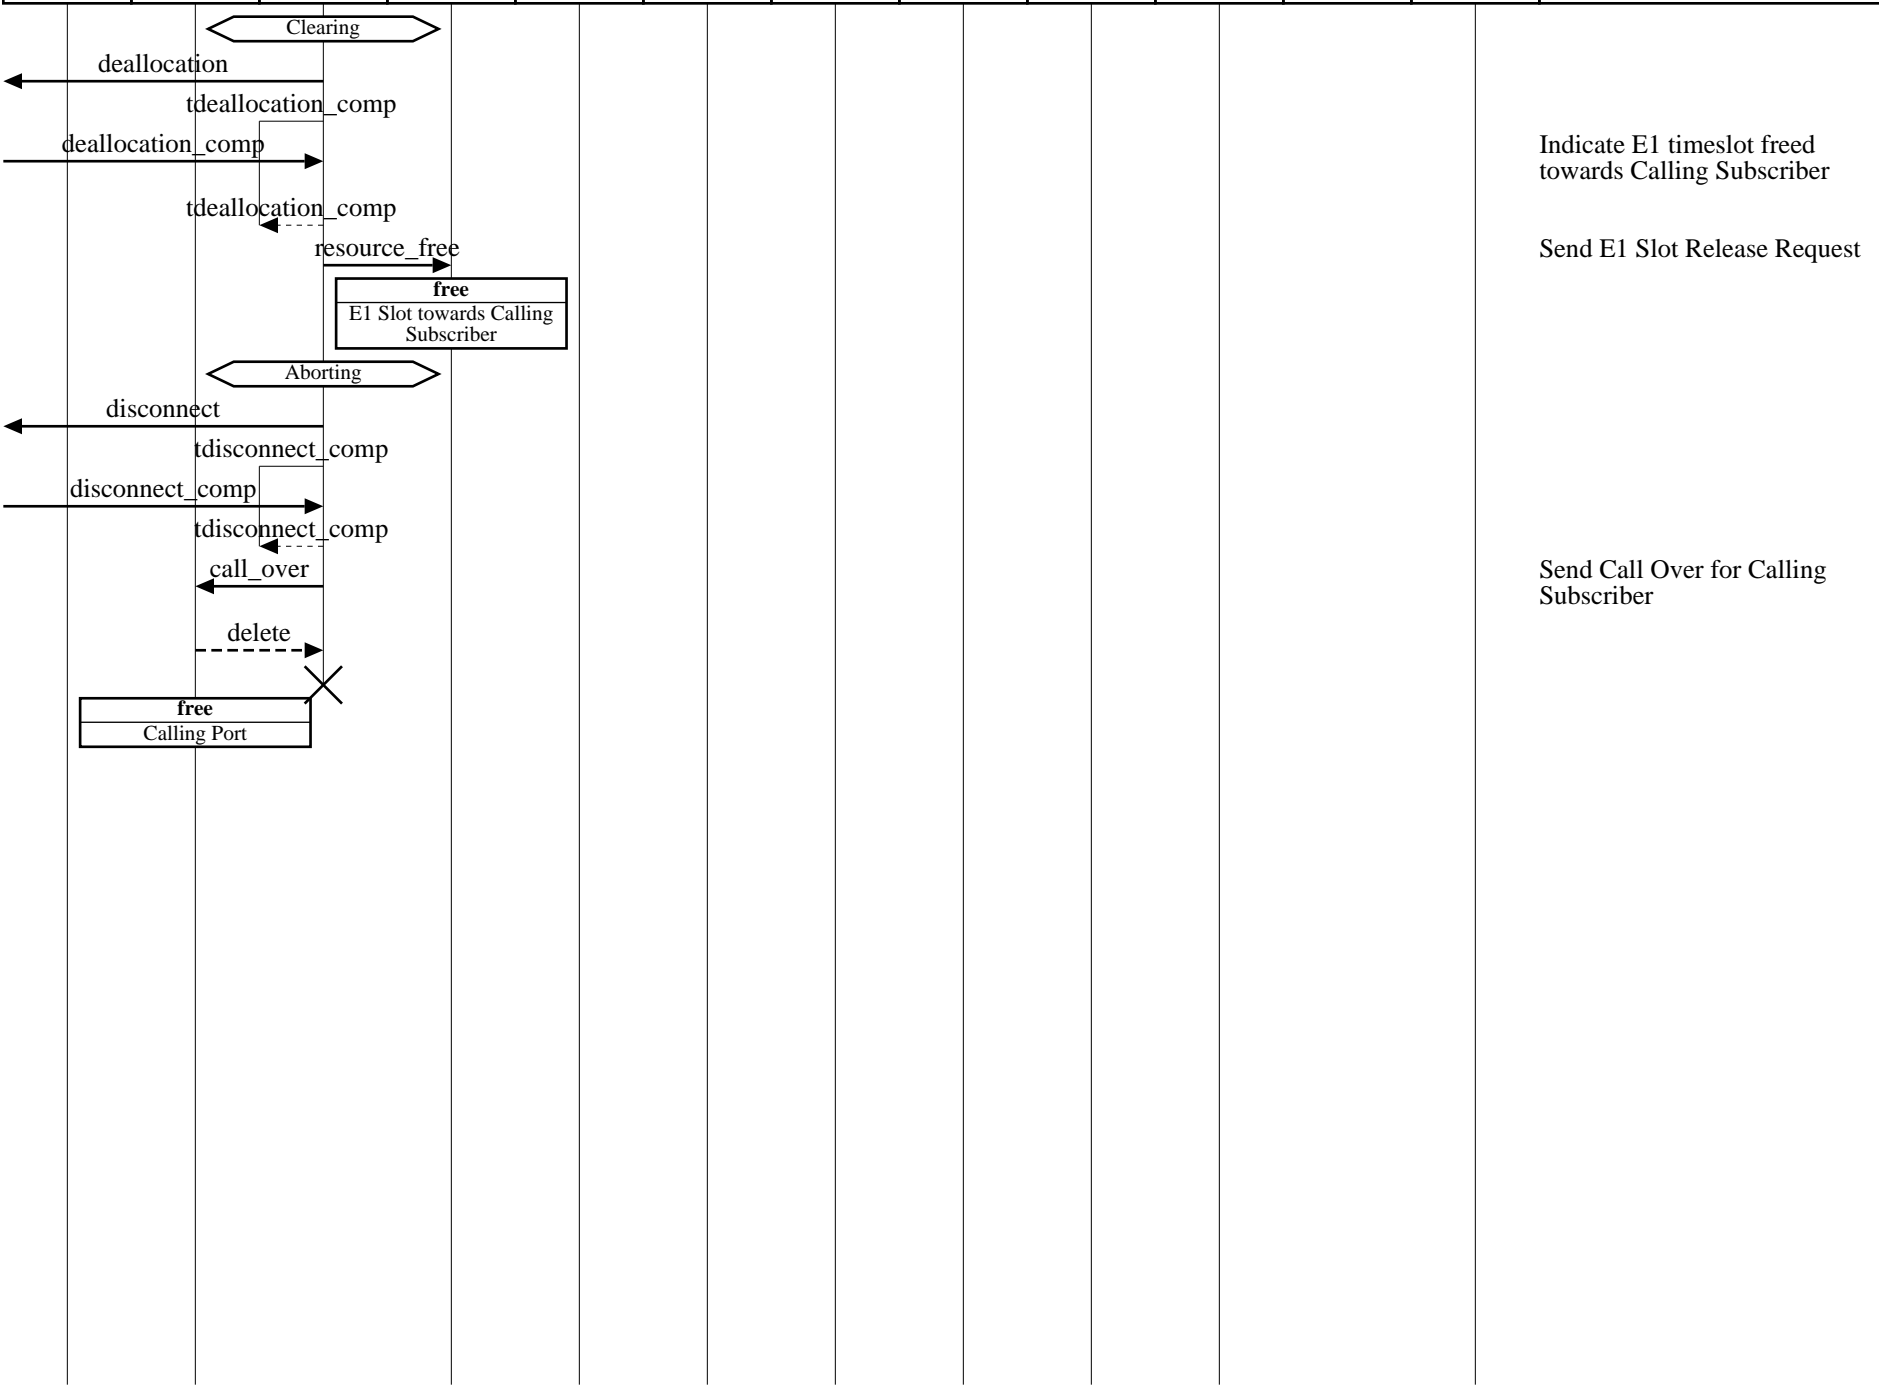 Clearing
deallocation
tdeallocation_comp
deallocation_comp
Indicate E1 timeslot freed
towards Calling Subscriber
tdeallocation_comp
resource_free
Send E1 Slot Release Request
free
E1 Slot towards Calling
Subscriber
Aborting
disconnect
tdisconnect_comp
disconnect_comp
tdisconnect_comp
call_over
Send Call Over for Calling
Subscriber
delete
free
Calling Port